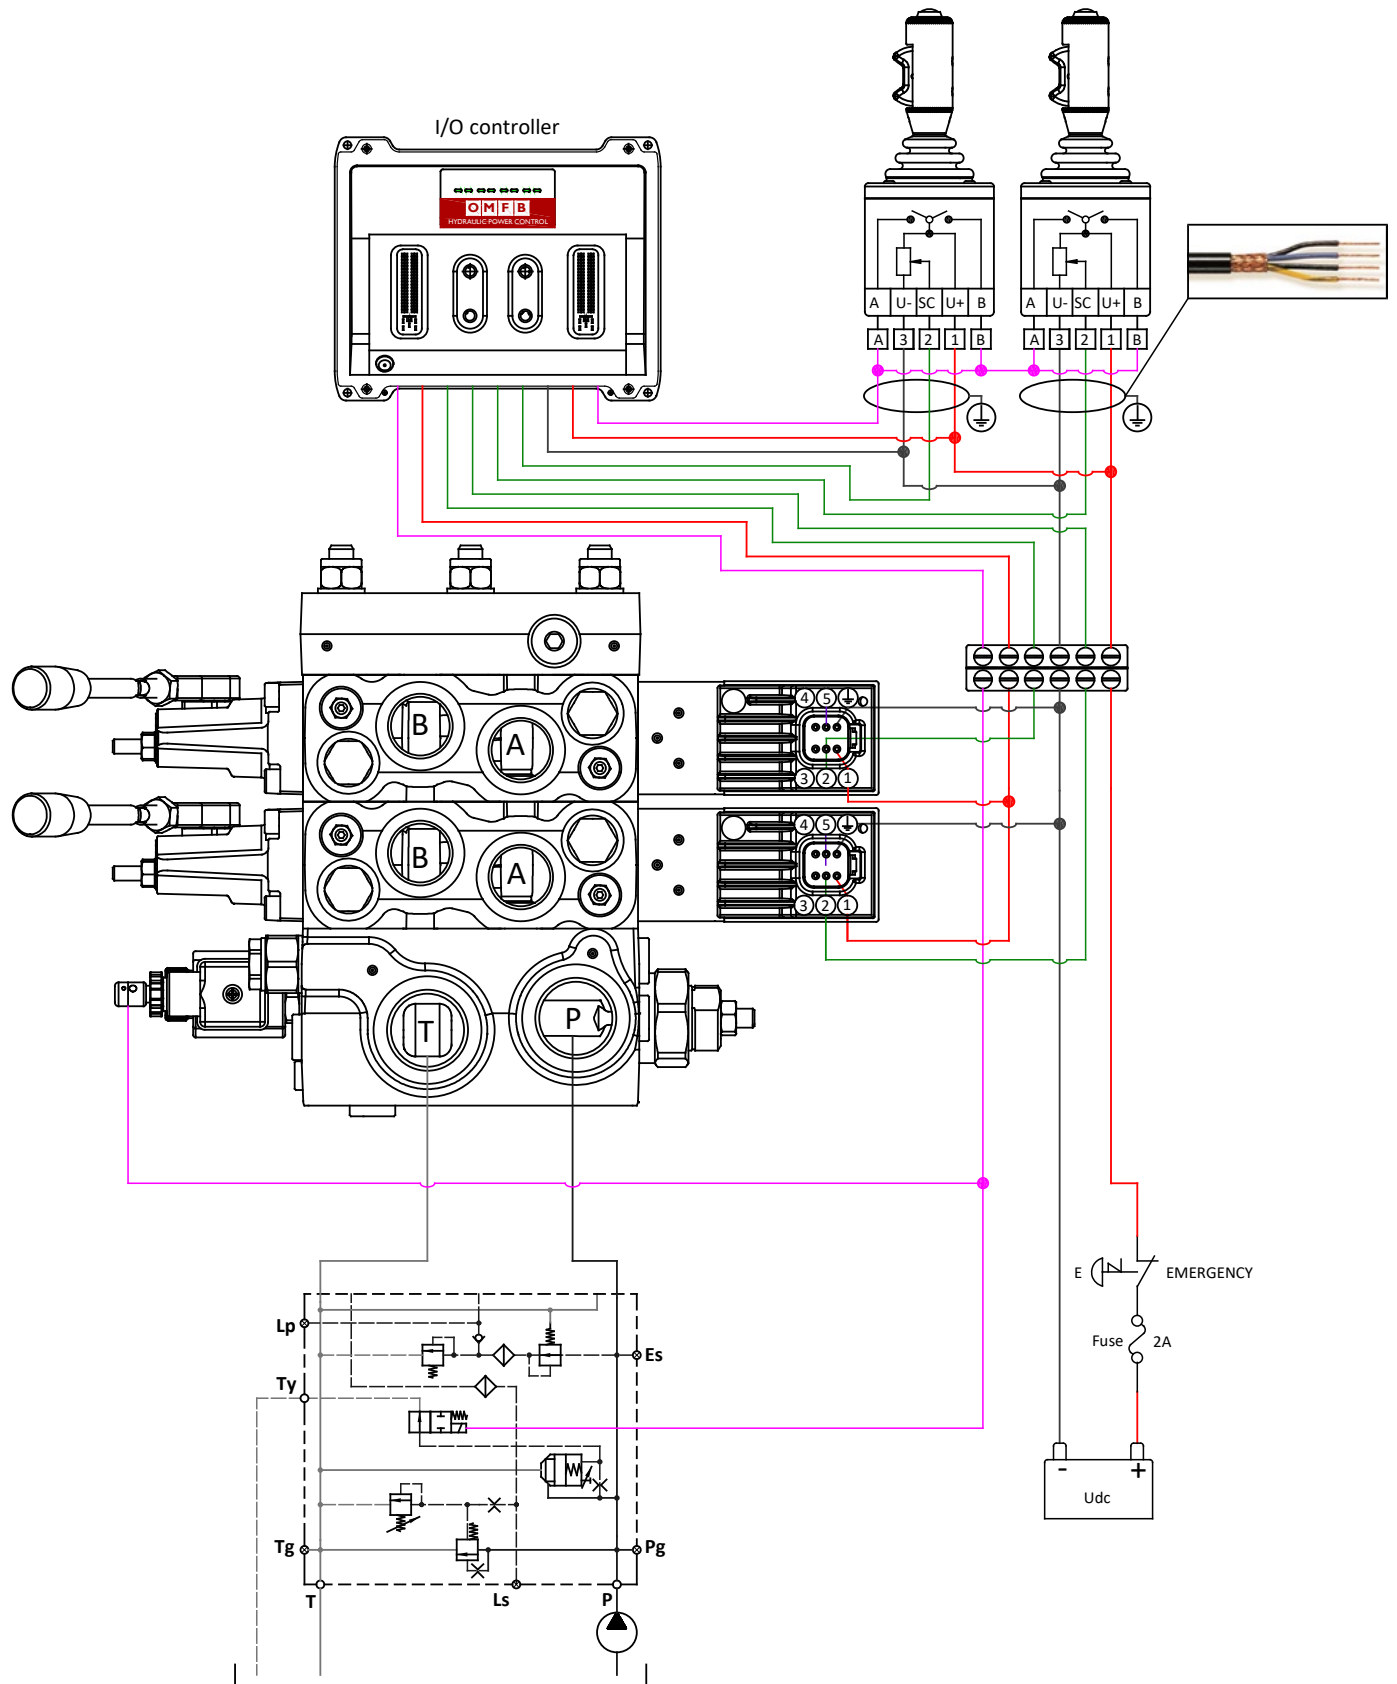 I/O controller
OMFB
HYDRAULIC POWER CONTROL
A U- SC U+ B
A U- SC U+ B
A 3 2 1 B
A 3 2 1 B
B
A
4 5
3 2 1
B
A
4 5
3 2 1
T
P
E
EMERGENCY
Fuse 2A
Lp
Es
Ty
- +
Udc
Tg
Pg
T
Ls
P